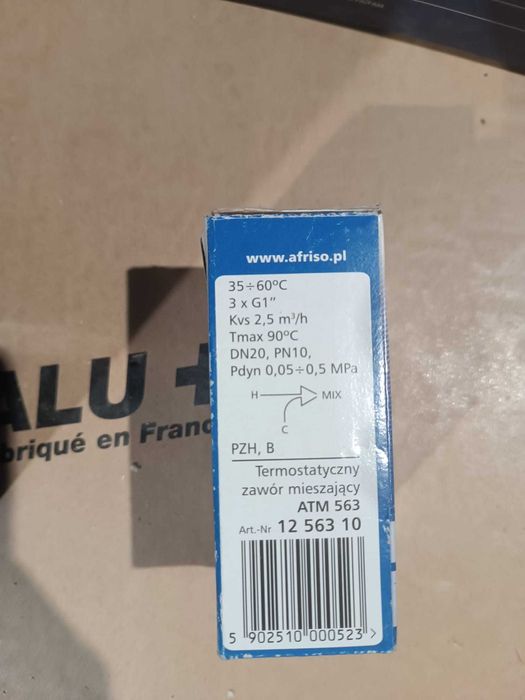 www.afriso.pl
35÷60°C
3 x G1"
Kvs 2,5 m³/h
Tmax 90°C
DN20, PN10,
Pdyn 0,05÷0,5 MPa
H MIX
C
PZH, B
Termostatyczny
zawór mieszający
ATM 563
Art.-Nr 12 563 10
5 902510 000523 >
ALU +
briqué en Franc